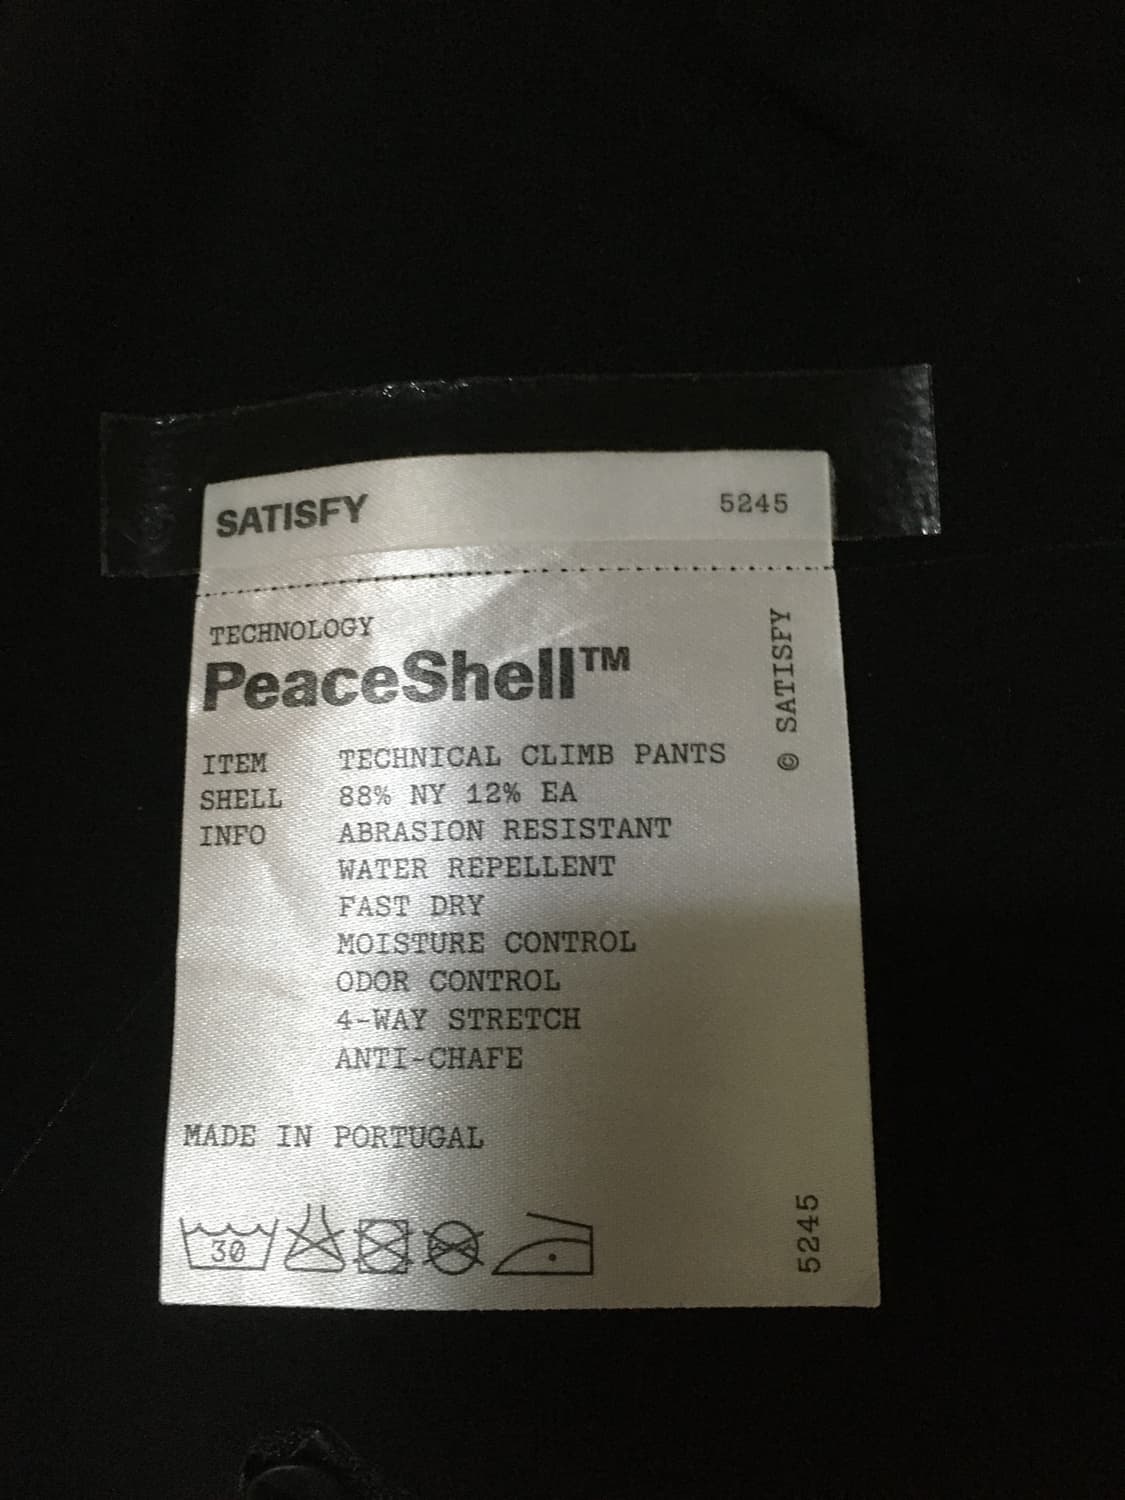 SATISFY 5245
TECHNOLOGY
PeaceShell™
ITEM TECHNICAL CLIMB PANTS
SHELL 88% NY 12% EA
INFO ABRASION RESISTANT
WATER REPELLENT
FAST DRY
MOISTURE CONTROL
ODOR CONTROL
4-WAY STRETCH
ANTI-CHAFE
MADE IN PORTUGAL
30
© SATISFY
5245